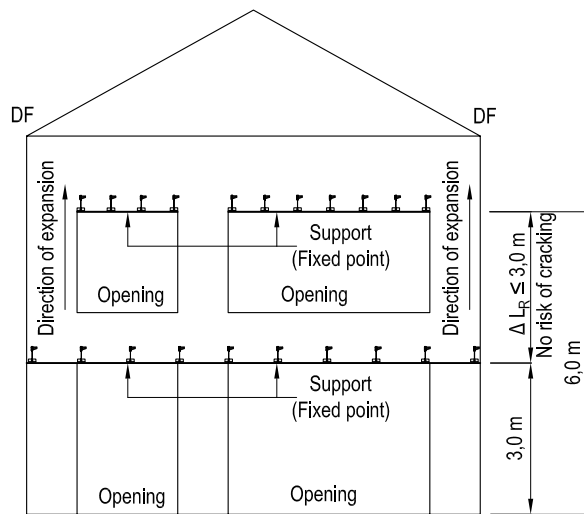 DF
DF
Direction of expansion
Direction of expansion
Support
(Fixed point)
Opening
Opening
Δ L_R ≤ 3,0 m
No risk of cracking
6,0 m
Support
(Fixed point)
3,0 m
Opening
Opening